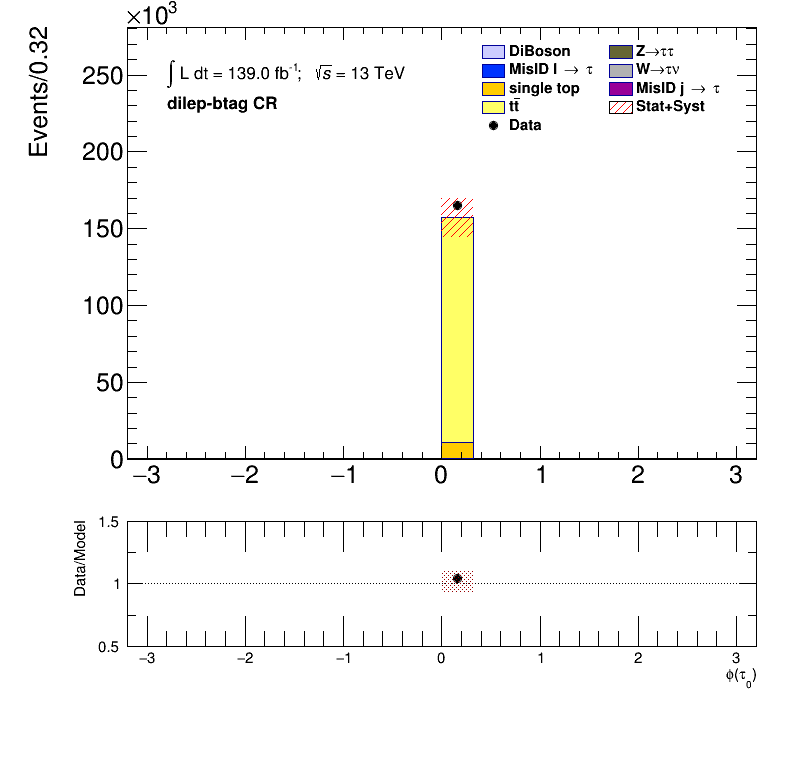 ×10³
Events/0.32
250
200
150
100
50
0
−3 −2 −1 0 1 2 3
∫ L dt = 139.0 fb⁻¹; √s = 13 TeV
dilep-btag CR
DiBoson Z→ττ
MisID l → τ W→τν
single top MisID j → τ
tt̄ Stat+Syst
Data
Data/Model
1.5
1
0.5
−3 −2 −1 0 1 2 3
ϕ(τ₀)